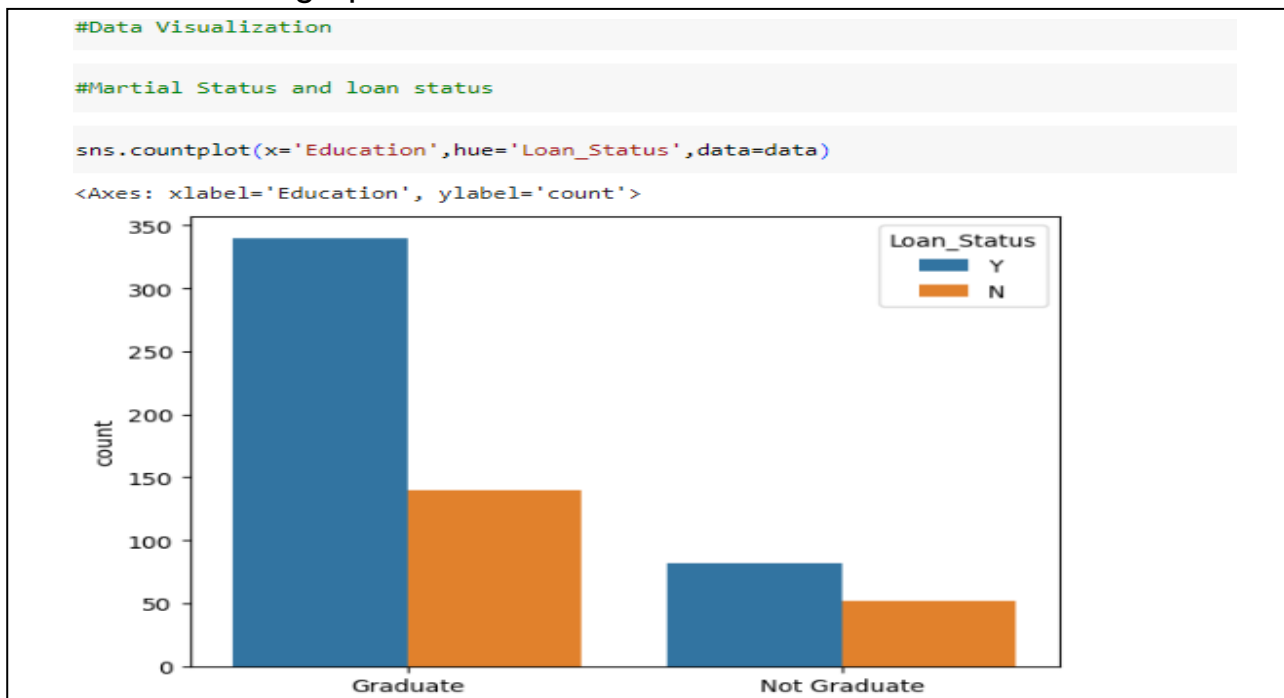 #Data Visualization
#Martial Status and loan status
sns.countplot(x='Education',hue='Loan_Status',data=data)
<Axes: xlabel='Education', ylabel='count'>
350
300
250
200
150
100
50
0
count
Loan_Status
Y
N
Graduate
Not Graduate